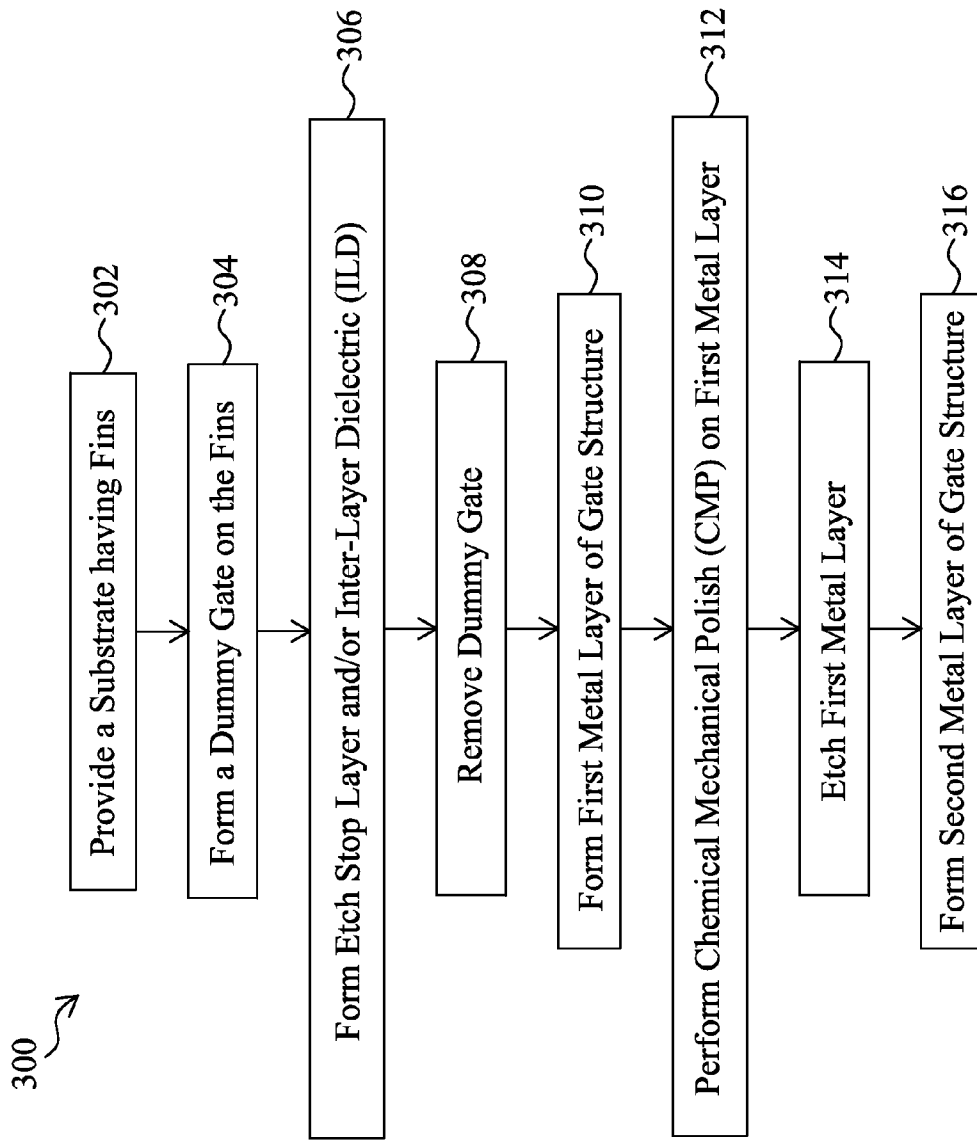 300
Provide a Substrate having Fins
302
Form a Dummy Gate on the Fins
304
Form Etch Stop Layer and/or Inter-Layer Dielectric (ILD)
306
Remove Dummy Gate
308
Form First Metal Layer of Gate Structure
310
Perform Chemical Mechanical Polish (CMP) on First Metal Layer
312
Etch First Metal Layer
314
Form Second Metal Layer of Gate Structure
316